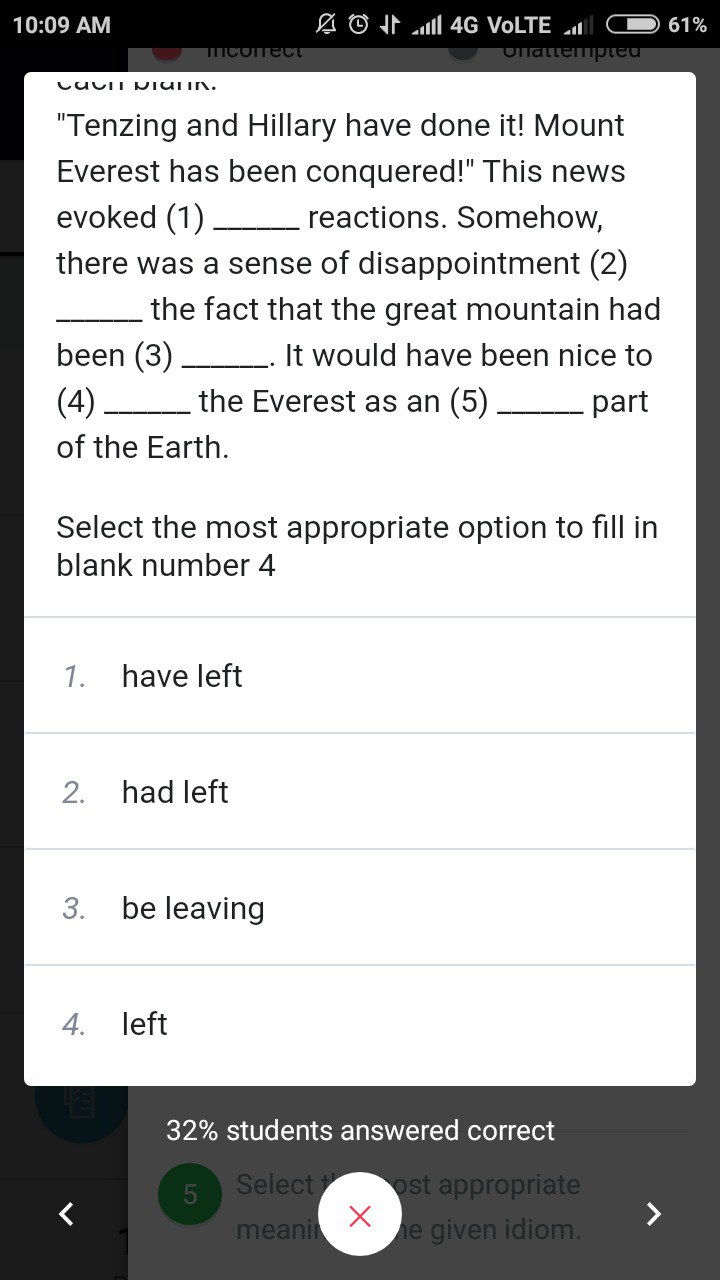 10:09 AM 4G VoLTE 61%
Incorrect Unattempted
each blank.
"Tenzing and Hillary have done it! Mount
Everest has been conquered!" This news
evoked (1) ______ reactions. Somehow,
there was a sense of disappointment (2)
______ the fact that the great mountain had
been (3) ______. It would have been nice to
(4) ______ the Everest as an (5) ______ part
of the Earth.
Select the most appropriate option to fill in
blank number 4
1. have left
2. had left
3. be leaving
4. left
32% students answered correct
5 Select ost appropriate
given idiom.